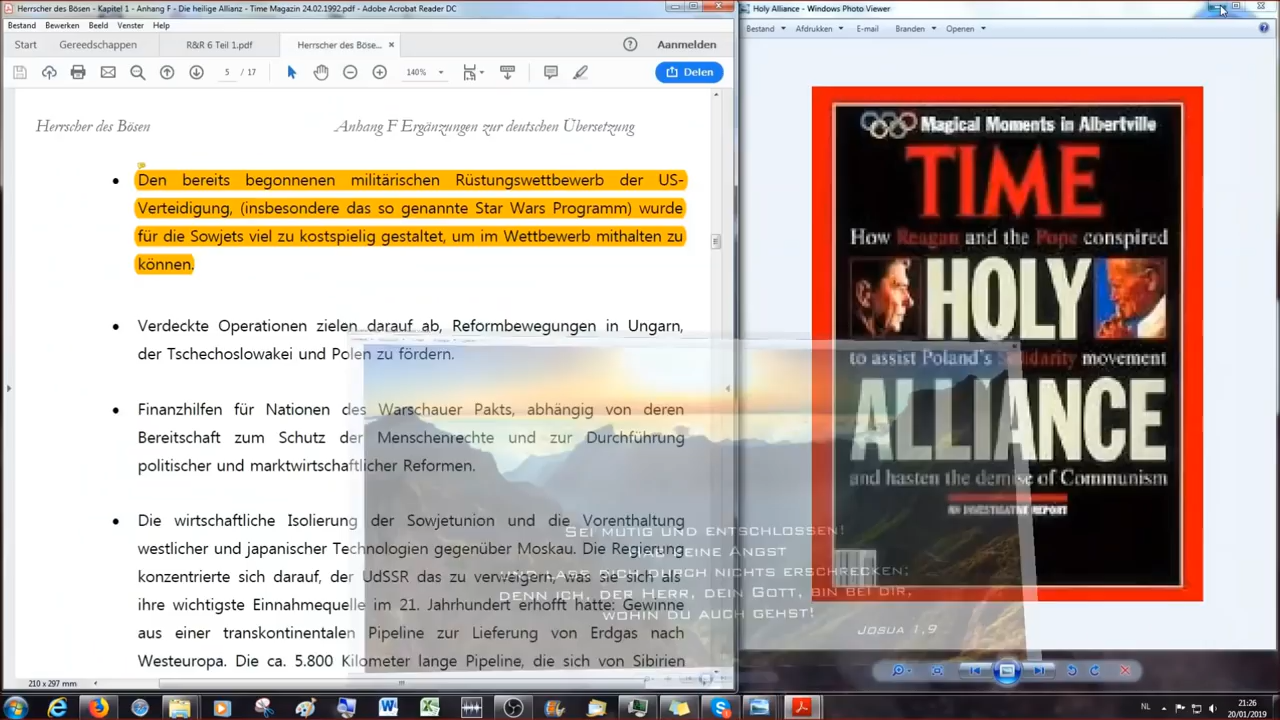 Herrscher des Bösen - Kapitel 1 - Anhang F - Die heilige Allianz - Time Magazin 24.02.1992.pdf - Adobe Acrobat Reader DC
Bestand Bewerken Beeld Venster Help
Start Gereedschappen R&R 6 Teil 1.pdf Herrscher des Böse... × Aanmelden
5 / 17 140% Delen
Herrscher des Bösen Anhang F Ergänzungen zur deutschen Übersetzung
• Den bereits begonnenen militärischen Rüstungswettbewerb der US-
Verteidigung, (insbesondere das so genannte Star Wars Programm) wurde
für die Sowjets viel zu kostspielig gestaltet, um im Wettbewerb mithalten zu
können.
• Verdeckte Operationen zielen darauf ab, Reformbewegungen in Ungarn,
der Tschechoslowakei und Polen zu fördern.
• Finanzhilfen für Nationen des Warschauer Pakts, abhängig von deren
Bereitschaft zum Schutz der Menschenrechte und zur Durchführung
politischer und marktwirtschaftlicher Reformen.
• Die wirtschaftliche Isolierung der Sowjetunion und die Vorenthaltung
westlicher und japanischer Technologien gegenüber Moskau. Die Regierung
konzentrierte sich darauf, der UdSSR das zu verweigern, was sie sich als
ihre wichtigste Einnahmequelle im 21. Jahrhundert erhofft hatte: Gewinne
aus einer transkontinentalen Pipeline zur Lieferung von Erdgas nach
Westeuropa. Die ca. 5.800 Kilometer lange Pipeline, die sich von Sibirien
210 x 297 mm
Holy Alliance - Windows Photo Viewer
Bestand Afdrukken E-mail Branden Openen
Magical Moments in Albertville
TIME
How Reagan and the Pope conspired
HOLY
to assist Poland's Solidarity movement
ALLIANCE
and hasten the demise of Communism
AN INVESTIGATIVE REPORT
Sei mutig und entschlossen!
Hab keine Angst
und lass dich durch nichts erschrecken;
denn ich, der Herr, dein Gott, bin bei dir,
wohin du auch gehst!
Josua 1,9
NL 21:26
20/01/2019